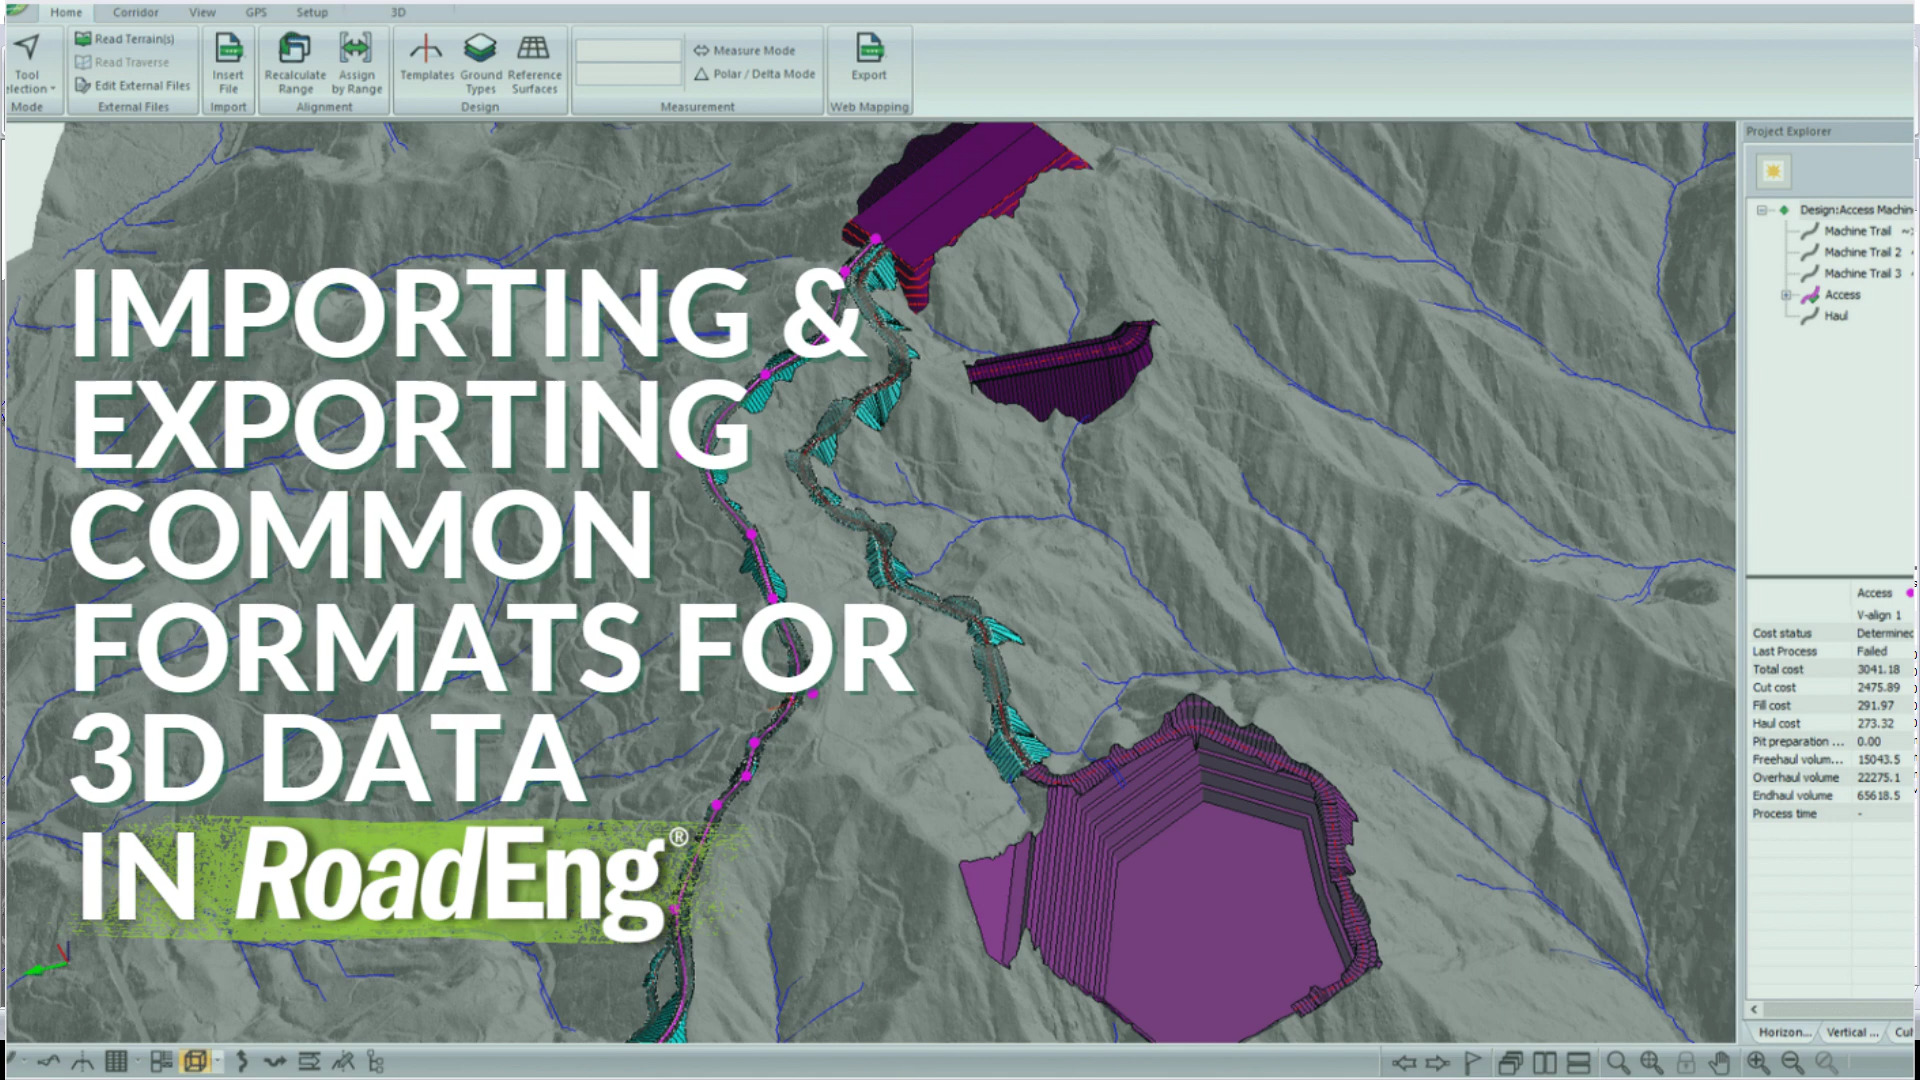 Home Corridor View GPS Setup 3D
Tool
Mode
Read Terrain(s)
Read Traverse
Edit External Files
External Files
Insert
File
Import
Recalculate
Range
Assign
by Range
Alignment
Templates
Ground
Types
Reference
Surfaces
Design
Measure Mode
Polar / Delta Mode
Measurement
Export
Web Mapping
IMPORTING &
EXPORTING
COMMON
FORMATS FOR
3D DATA
IN RoadEng®
Project Explorer
Design:Access Machin
Machine Trail
Machine Trail 2
Machine Trail 3
Access
Haul
Access
V-align 1
Cost status Determined
Last Process Failed
Total cost 3041.18
Cut cost 2475.89
Fill cost 291.97
Haul cost 273.32
Pit preparation ... 0.00
Freehaul volum... 15043.5
Overhaul volume 22275.1
Endhaul volume 65618.5
Process time -
Horizon... Vertical ...